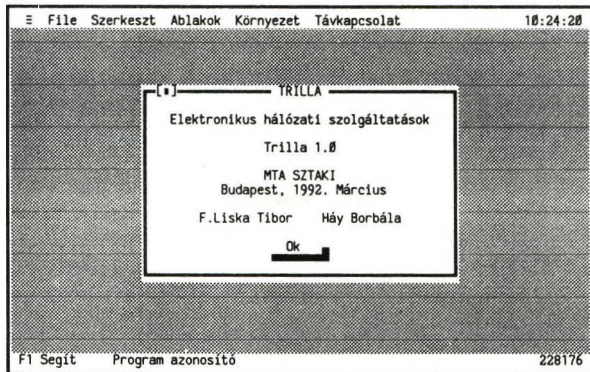 ≡ File Szerkeszt Ablakok Környezet Távkapcsolat 10:24:20
[■] TRILLA
Elektronikus hálózati szolgáltatások
Trilla 1.0
MTA SZTAKI
Budapest, 1992. Március
F.Liska Tibor Háy Borbála
Ok
F1 Segít Program azonosító 228176